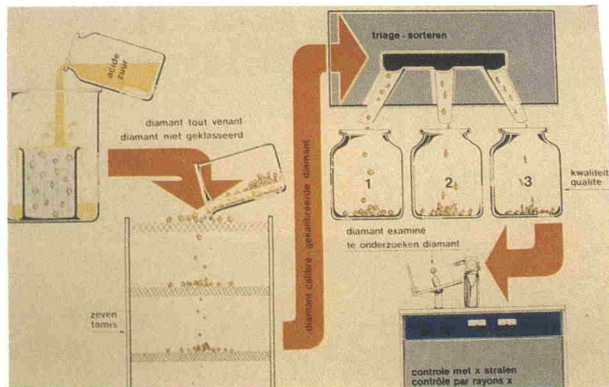 acide
zuur
diamant tout venant
diamant niet geklasseerd
zeven
tamis
diamant calibré - gekalibreerde diamant
triage - sorteren
1
2
3
kwaliteit
qualité
diamant examiné
te onderzoeken diamant
controle met x stralen
contrôle par rayons x